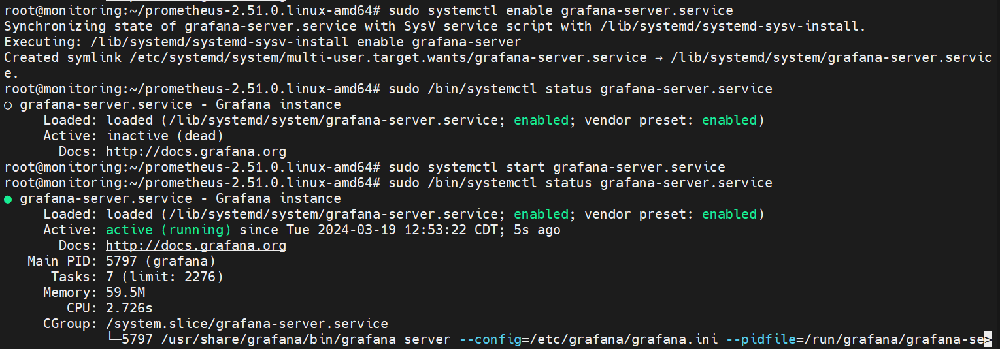 root@monitoring:~/prometheus-2.51.0.linux-amd64# sudo systemctl enable grafana-server.service
Synchronizing state of grafana-server.service with SysV service script with /lib/systemd/systemd-sysv-install.
Executing: /lib/systemd/systemd-sysv-install enable grafana-server
Created symlink /etc/systemd/system/multi-user.target.wants/grafana-server.service → /lib/systemd/system/grafana-server.servic
e.
root@monitoring:~/prometheus-2.51.0.linux-amd64# sudo /bin/systemctl status grafana-server.service
○ grafana-server.service - Grafana instance
     Loaded: loaded (/lib/systemd/system/grafana-server.service; enabled; vendor preset: enabled)
     Active: inactive (dead)
       Docs: http://docs.grafana.org
root@monitoring:~/prometheus-2.51.0.linux-amd64# sudo systemctl start grafana-server.service
root@monitoring:~/prometheus-2.51.0.linux-amd64# sudo /bin/systemctl status grafana-server.service
● grafana-server.service - Grafana instance
     Loaded: loaded (/lib/systemd/system/grafana-server.service; enabled; vendor preset: enabled)
     Active: active (running) since Tue 2024-03-19 12:53:22 CDT; 5s ago
       Docs: http://docs.grafana.org
   Main PID: 5797 (grafana)
      Tasks: 7 (limit: 2276)
     Memory: 59.5M
        CPU: 2.726s
     CGroup: /system.slice/grafana-server.service
             └─5797 /usr/share/grafana/bin/grafana server --config=/etc/grafana/grafana.ini --pidfile=/run/grafana/grafana-se>